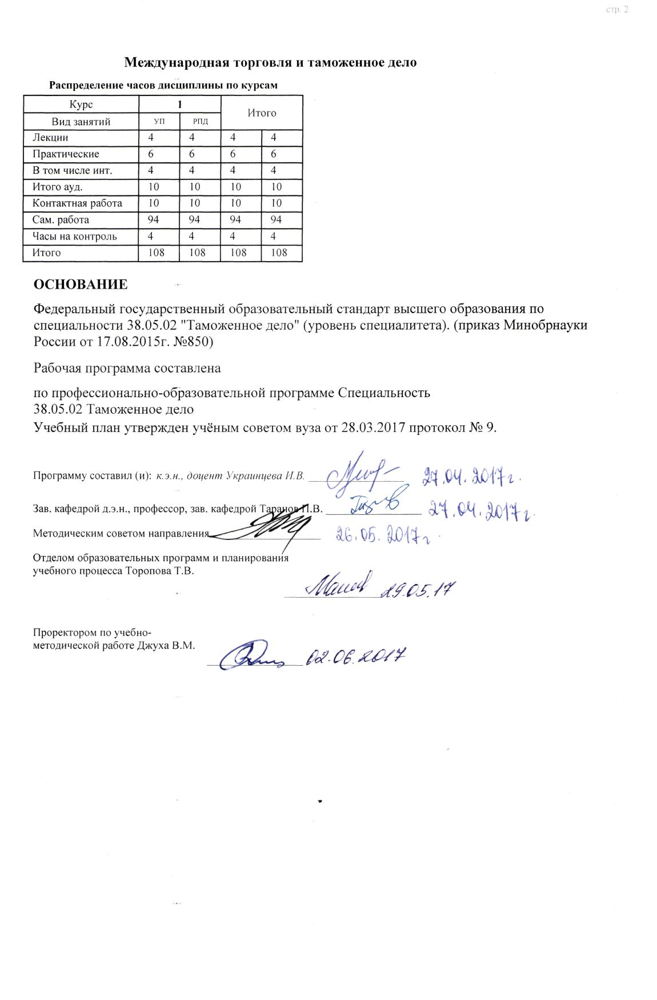 стр. 2
Международная торговля и таможенное дело
Распределение часов дисциплины по курсам
Курс 1 Итого
Вид занятий УП РПД
Лекции 4 4 4 4
Практические 6 6 6 6
В том числе инт. 4 4 4 4
Итого ауд. 10 10 10 10
Контактная работа 10 10 10 10
Сам. работа 94 94 94 94
Часы на контроль 4 4 4 4
Итого 108 108 108 108
ОСНОВАНИЕ
Федеральный государственный образовательный стандарт высшего образования по
специальности 38.05.02 "Таможенное дело" (уровень специалитета). (приказ Минобрнауки
России от 17.08.2015г. №850)
Рабочая программа составлена
по профессионально-образовательной программе Специальность
38.05.02 Таможенное дело
Учебный план утвержден учёным советом вуза от 28.03.2017 протокол № 9.
Программу составил (и): к.э.н., доцент Украинцева И.В. 27.04.2017г.
Зав. кафедрой д.э.н., профессор, зав. кафедрой Таранов П.В. 27.04.2017г.
Методическим советом направления 26.05.2017г.
Отделом образовательных программ и планирования
учебного процесса Торопова Т.В.
29.05.17
Проректором по учебно-
методической работе Джуха В.М.
02.06.2017